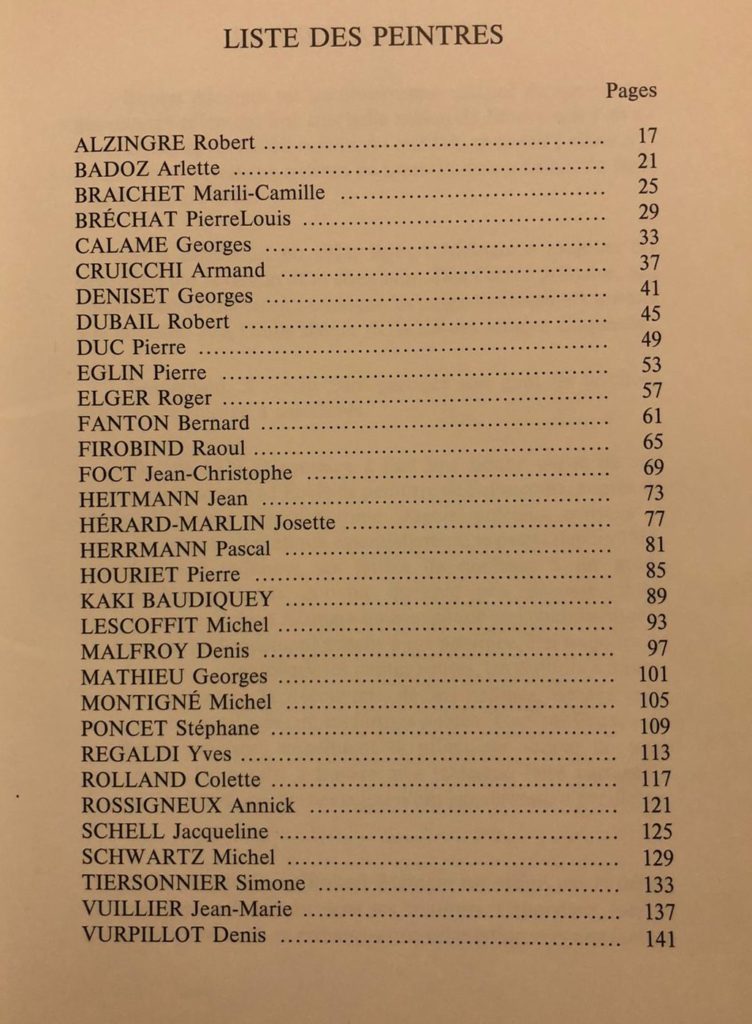 LISTE DES PEINTRES
Pages
ALZINGRE Robert ........................................ 17
BADOZ Arlette ........................................ 21
BRAICHET Marili-Camille ........................................ 25
BRÉCHAT PierreLouis ........................................ 29
CALAME Georges ........................................ 33
CRUICCHI Armand ........................................ 37
DENISET Georges ........................................ 41
DUBAIL Robert ........................................ 45
DUC Pierre ........................................ 49
EGLIN Pierre ........................................ 53
ELGER Roger ........................................ 57
FANTON Bernard ........................................ 61
FIROBIND Raoul ........................................ 65
FOCT Jean-Christophe ........................................ 69
HEITMANN Jean ........................................ 73
HÉRARD-MARLIN Josette ........................................ 77
HERRMANN Pascal ........................................ 81
HOURIET Pierre ........................................ 85
KAKI BAUDIQUEY ........................................ 89
LESCOFFIT Michel ........................................ 93
MALFROY Denis ........................................ 97
MATHIEU Georges ........................................ 101
MONTIGNÉ Michel ........................................ 105
PONCET Stéphane ........................................ 109
REGALDI Yves ........................................ 113
ROLLAND Colette ........................................ 117
ROSSIGNEUX Annick ........................................ 121
SCHELL Jacqueline ........................................ 125
SCHWARTZ Michel ........................................ 129
TIERSONNIER Simone ........................................ 133
VUILLIER Jean-Marie ........................................ 137
VURPILLOT Denis ........................................ 141